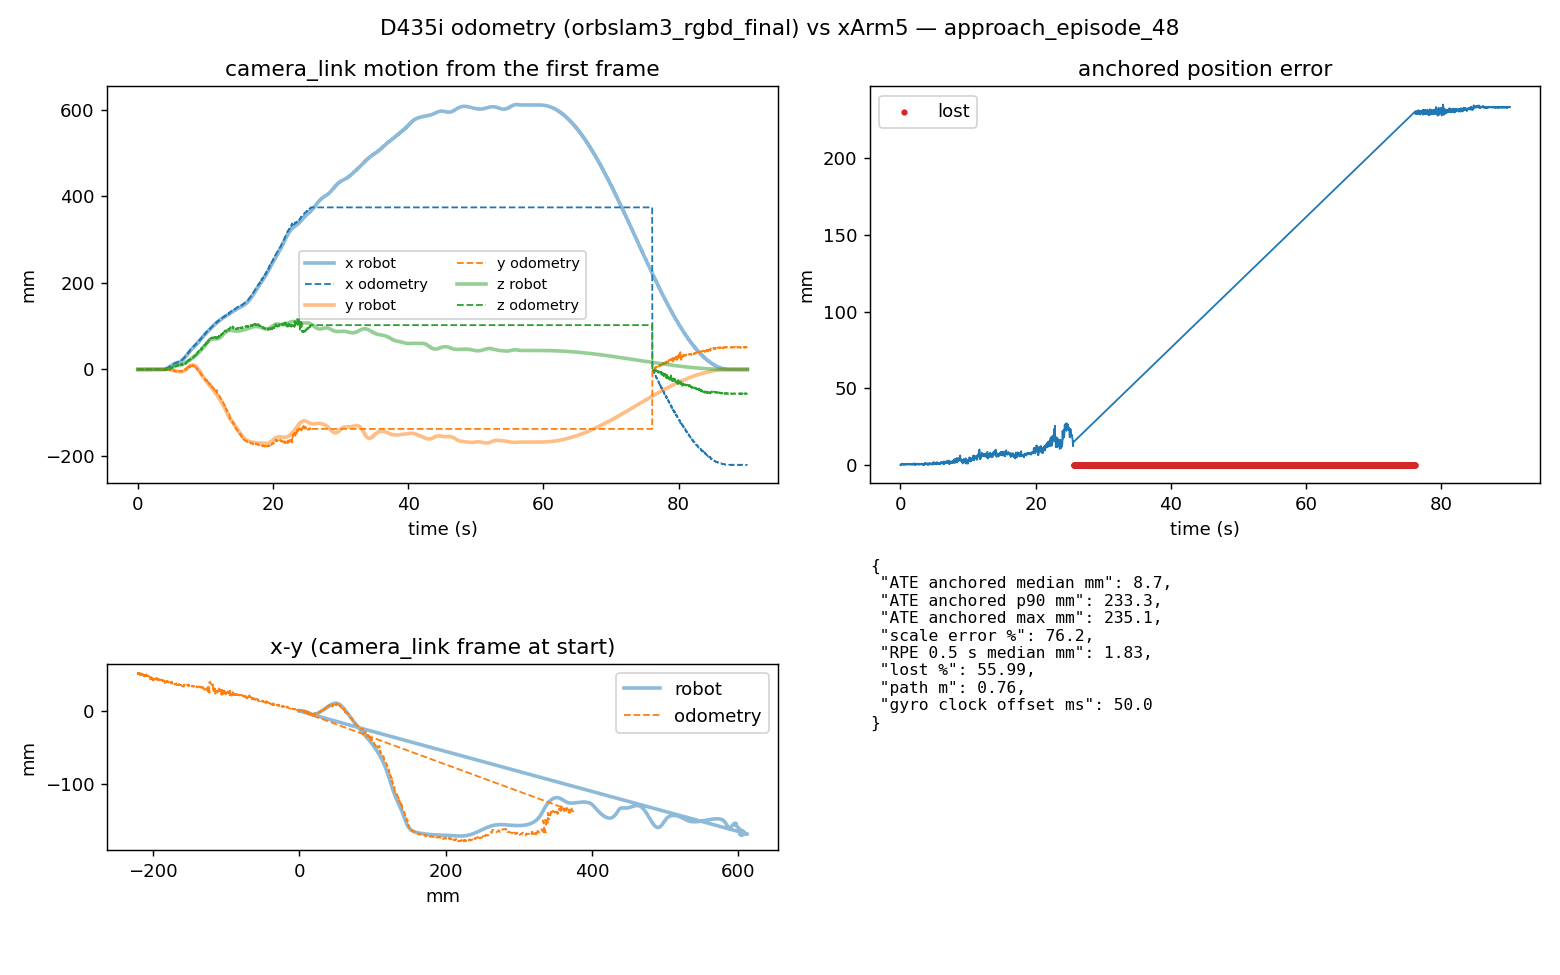 D435i odometry (orbslam3_rgbd_final) vs xArm5 — approach_episode_48
camera_link motion from the first frame
600
400
200
0
−200
mm
0
20
40
60
80
time (s)
x robot
x odometry
y robot
y odometry
z robot
z odometry
anchored position error
lost
200
150
100
50
0
mm
0
20
40
60
80
time (s)
x-y (camera_link frame at start)
0
−100
mm
robot
odometry
−200
0
200
400
600
mm
{
"ATE anchored median mm": 8.7,
"ATE anchored p90 mm": 233.3,
"ATE anchored max mm": 235.1,
"scale error %": 76.2,
"RPE 0.5 s median mm": 1.83,
"lost %": 55.99,
"path m": 0.76,
"gyro clock offset ms": 50.0
}